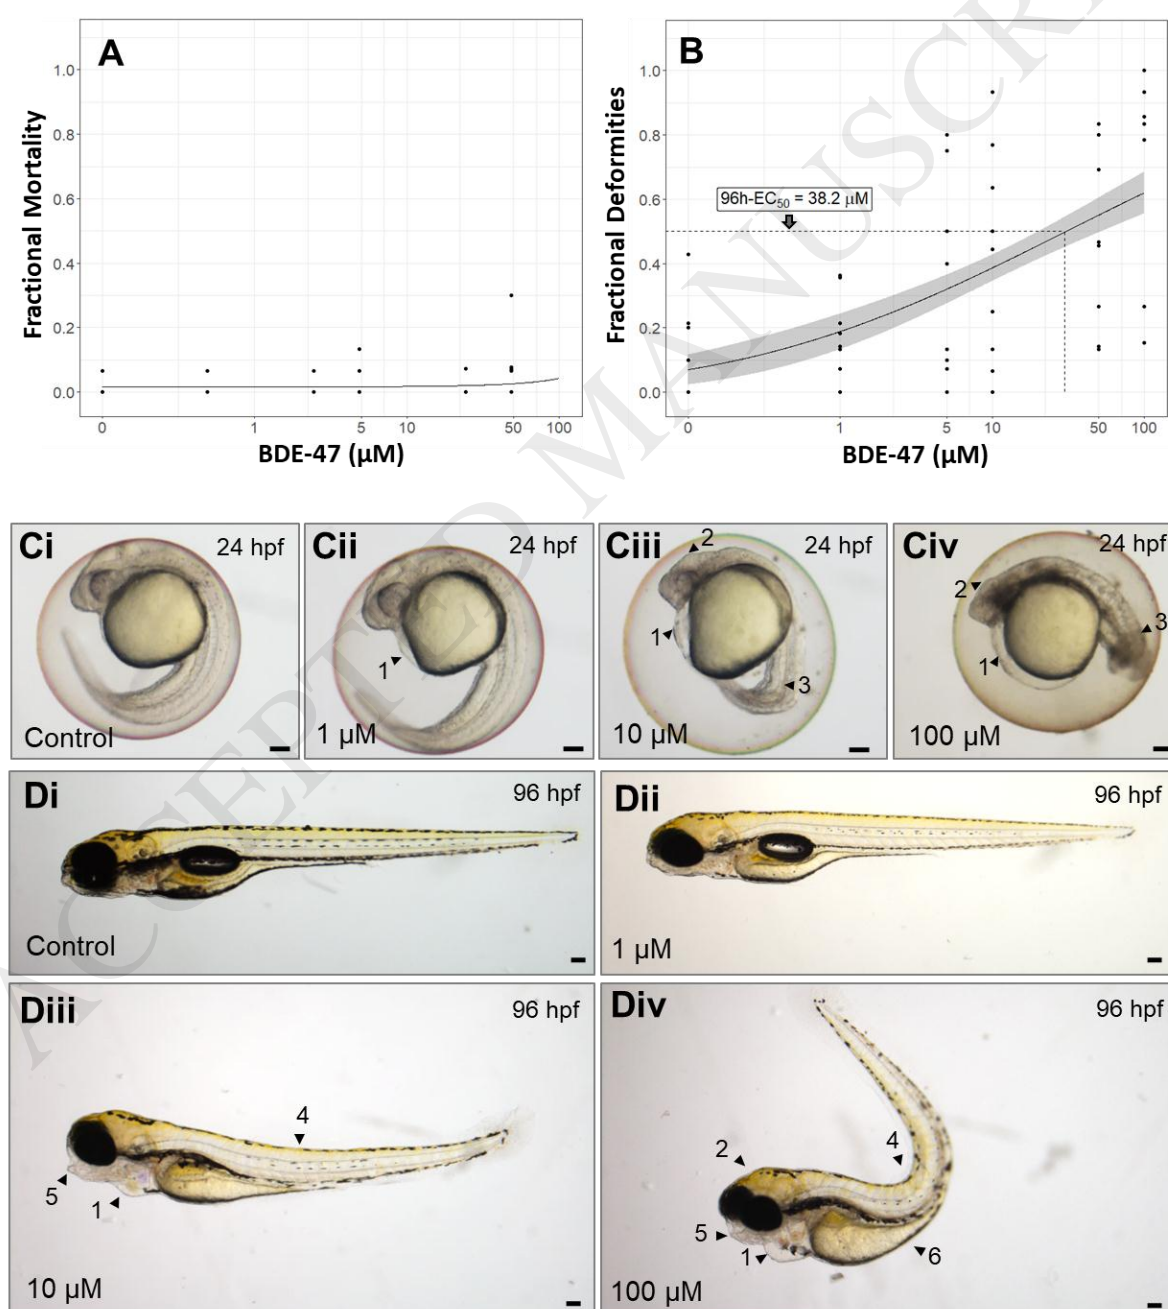 ACCEPTED MANUSCRI
A
Fractional Mortality
1.0
0.8
0.6
0.4
0.2
0.0
0 1 5 10 50 100
BDE-47 (µM)
B
Fractional Deformities
1.0
0.8
0.6
0.4
0.2
0.0
96h-EC50 = 38.2 µM
0 1 5 10 50 100
BDE-47 (µM)
Ci
24 hpf
Control
Cii
24 hpf
1
1 µM
Ciii
2
24 hpf
1
3
10 µM
Civ
24 hpf
2
3
1
100 µM
Di
96 hpf
Control
Dii
96 hpf
1 µM
Diii
96 hpf
4
5
1
10 µM
Div
96 hpf
2
4
5
1
6
100 µM